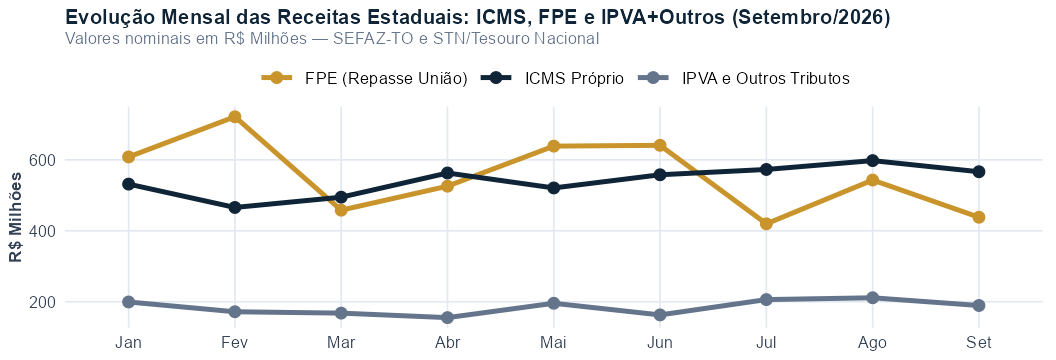 Evolução Mensal das Receitas Estaduais: ICMS, FPE e IPVA+Outros (Setembro/2026)
Valores nominais em R$ Milhões — SEFAZ-TO e STN/Tesouro Nacional
FPE (Repasse União) ICMS Próprio IPVA e Outros Tributos
R$ Milhões
600
400
200
Jan Fev Mar Abr Mai Jun Jul Ago Set